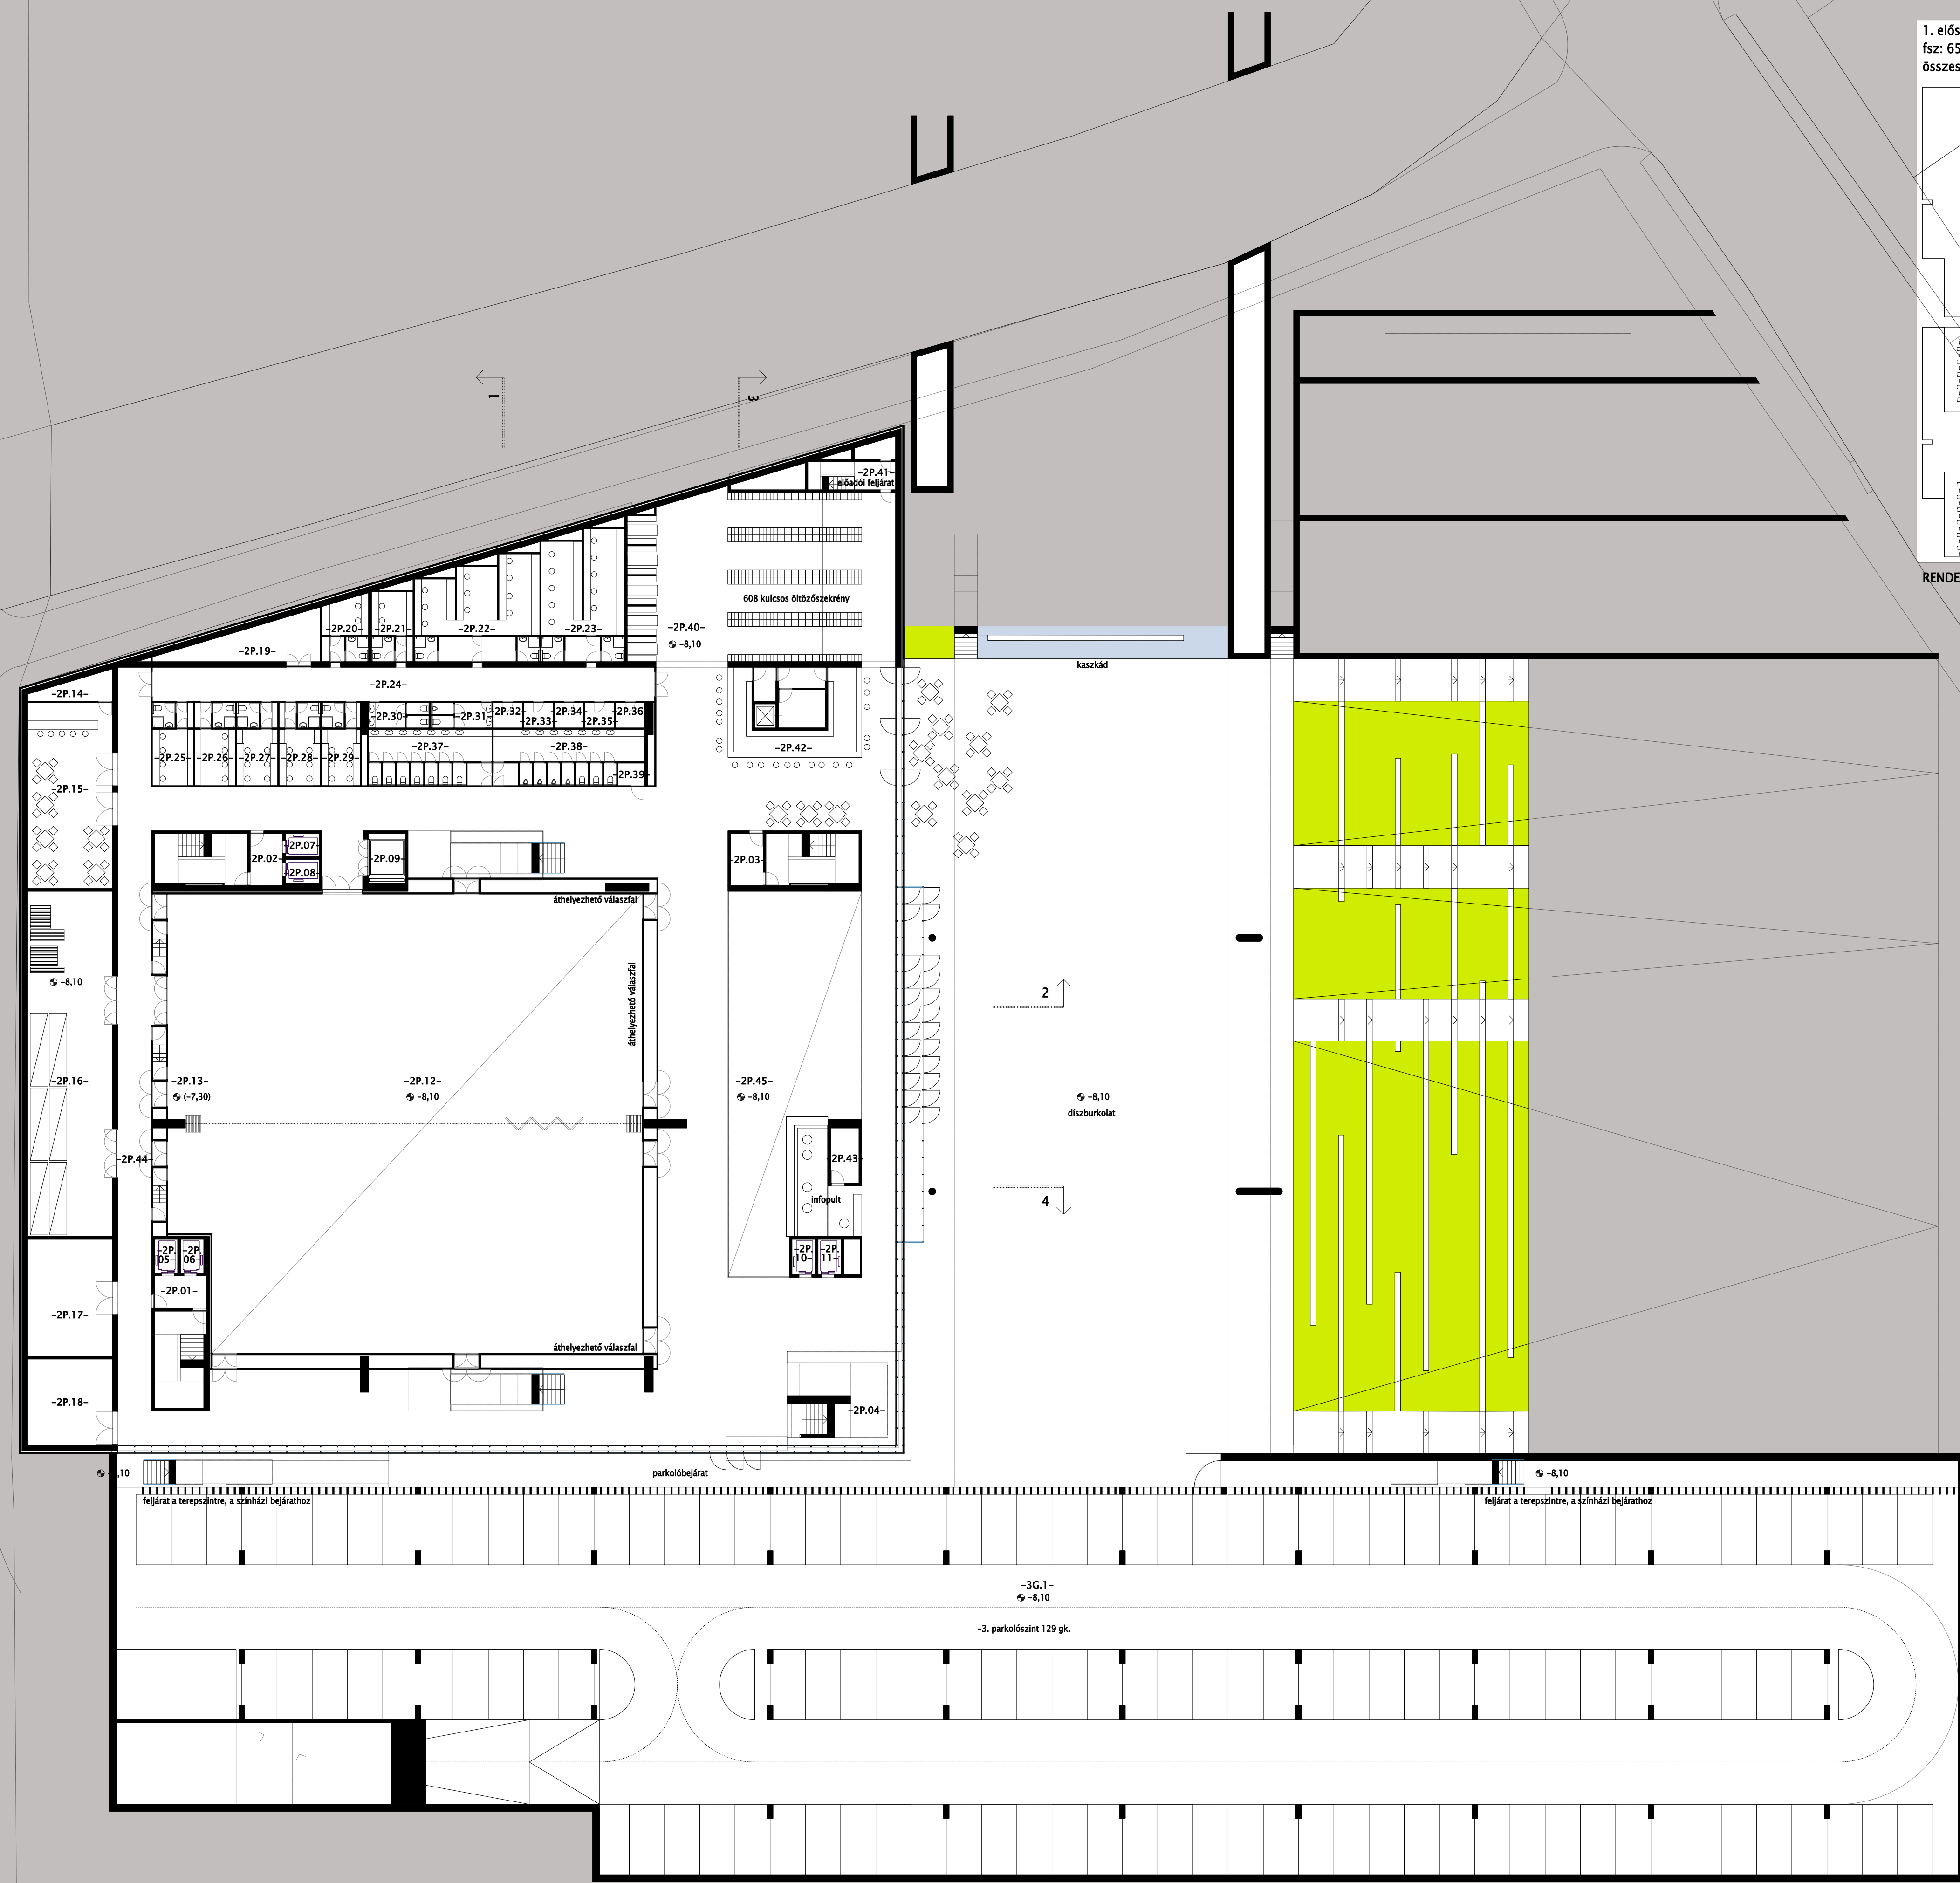 1. elős
fsz: 65
összes
RENDE
1
3
-2P.41-
előadói feljárat
608 kulcsos öltözőszekrény
-2P.20-
-2P.21-
-2P.22-
-2P.23-
-2P.40-
-8,10
-2P.19-
kaszkád
-2P.24-
-2P.14-
-2P.30-
-2P.31-
-2P.32-
-2P.33-
-2P.34-
-2P.35-
-2P.36-
-2P.37-
-2P.38-
-2P.42-
-2P.25-
-2P.26-
-2P.27-
-2P.28-
-2P.29-
-2P.39-
-2P.15-
-2P.07-
-2P.02-
-2P.08-
-2P.09-
-2P.03-
áthelyezhető válaszfal
áthelyezhető válaszfal
-8,10
2
-2P.16-
-2P.13-
(-7,30)
-2P.12-
-8,10
-2P.45-
-8,10
-8,10
díszburkolat
-2P.44-
-2P.43-
infopult
4
-2P.
05-
-2P.
06-
-2P.
10-
-2P.
11-
-2P.01-
-2P.17-
áthelyezhető válaszfal
-2P.18-
-2P.04-
-8,10
parkolóbejárat
-8,10
feljárat a terepszintre, a színházi bejárathoz
feljárat a terepszintre, a színházi bejárathoz
-3G.1-
-8,10
-3. parkolószint 129 gk.